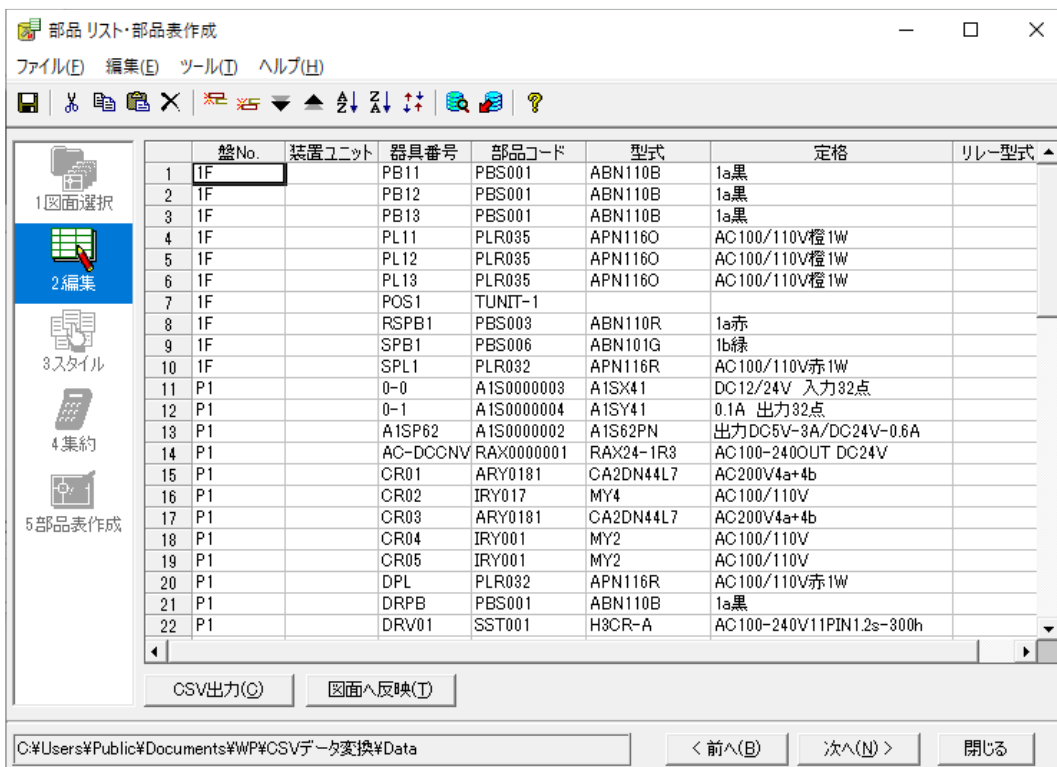 部品 リスト・部品表作成
ファイル(F) 編集(E) ツール(T) ヘルプ(H)
盤No. 装置ユニット 器具番号 部品コード 型式 定格 リレー型式
1 1F PB11 PBS001 ABN110B 1a黒
2 1F PB12 PBS001 ABN110B 1a黒
3 1F PB13 PBS001 ABN110B 1a黒
4 1F PL11 PLR035 APN116O AC100/110V橙1W
5 1F PL12 PLR035 APN116O AC100/110V橙1W
6 1F PL13 PLR035 APN116O AC100/110V橙1W
7 1F POS1 TUNIT-1
8 1F RSPB1 PBS003 ABN110R 1a赤
9 1F SPB1 PBS006 ABN101G 1b緑
10 1F SPL1 PLR032 APN116R AC100/110V赤1W
11 P1 0-0 A1S0000003 A1SX41 DC12/24V 入力32点
12 P1 0-1 A1S0000004 A1SY41 0.1A 出力32点
13 P1 A1SP62 A1S0000002 A1S62PN 出力DC5V-3A/DC24V-0.6A
14 P1 AC-DCCNV RAX0000001 RAX24-1R3 AC100-240OUT DC24V
15 P1 CR01 ARY0181 CA2DN44L7 AC200V4a+4b
16 P1 CR02 IRY017 MY4 AC100/110V
17 P1 CR03 ARY0181 CA2DN44L7 AC200V4a+4b
18 P1 CR04 IRY001 MY2 AC100/110V
19 P1 CR05 IRY001 MY2 AC100/110V
20 P1 DPL PLR032 APN116R AC100/110V赤1W
21 P1 DRPB PBS001 ABN110B 1a黒
22 P1 DRV01 SST001 H3CR-A AC100-240V11PIN1.2s-300h
1.図面選択
2.編集
3.スタイル
4.集約
5.部品表作成
CSV出力(C) 図面へ反映(T)
C:¥Users¥Public¥Documents¥WP¥CSVデータ変換¥Data
< 前へ(B) 次へ(N) > 閉じる